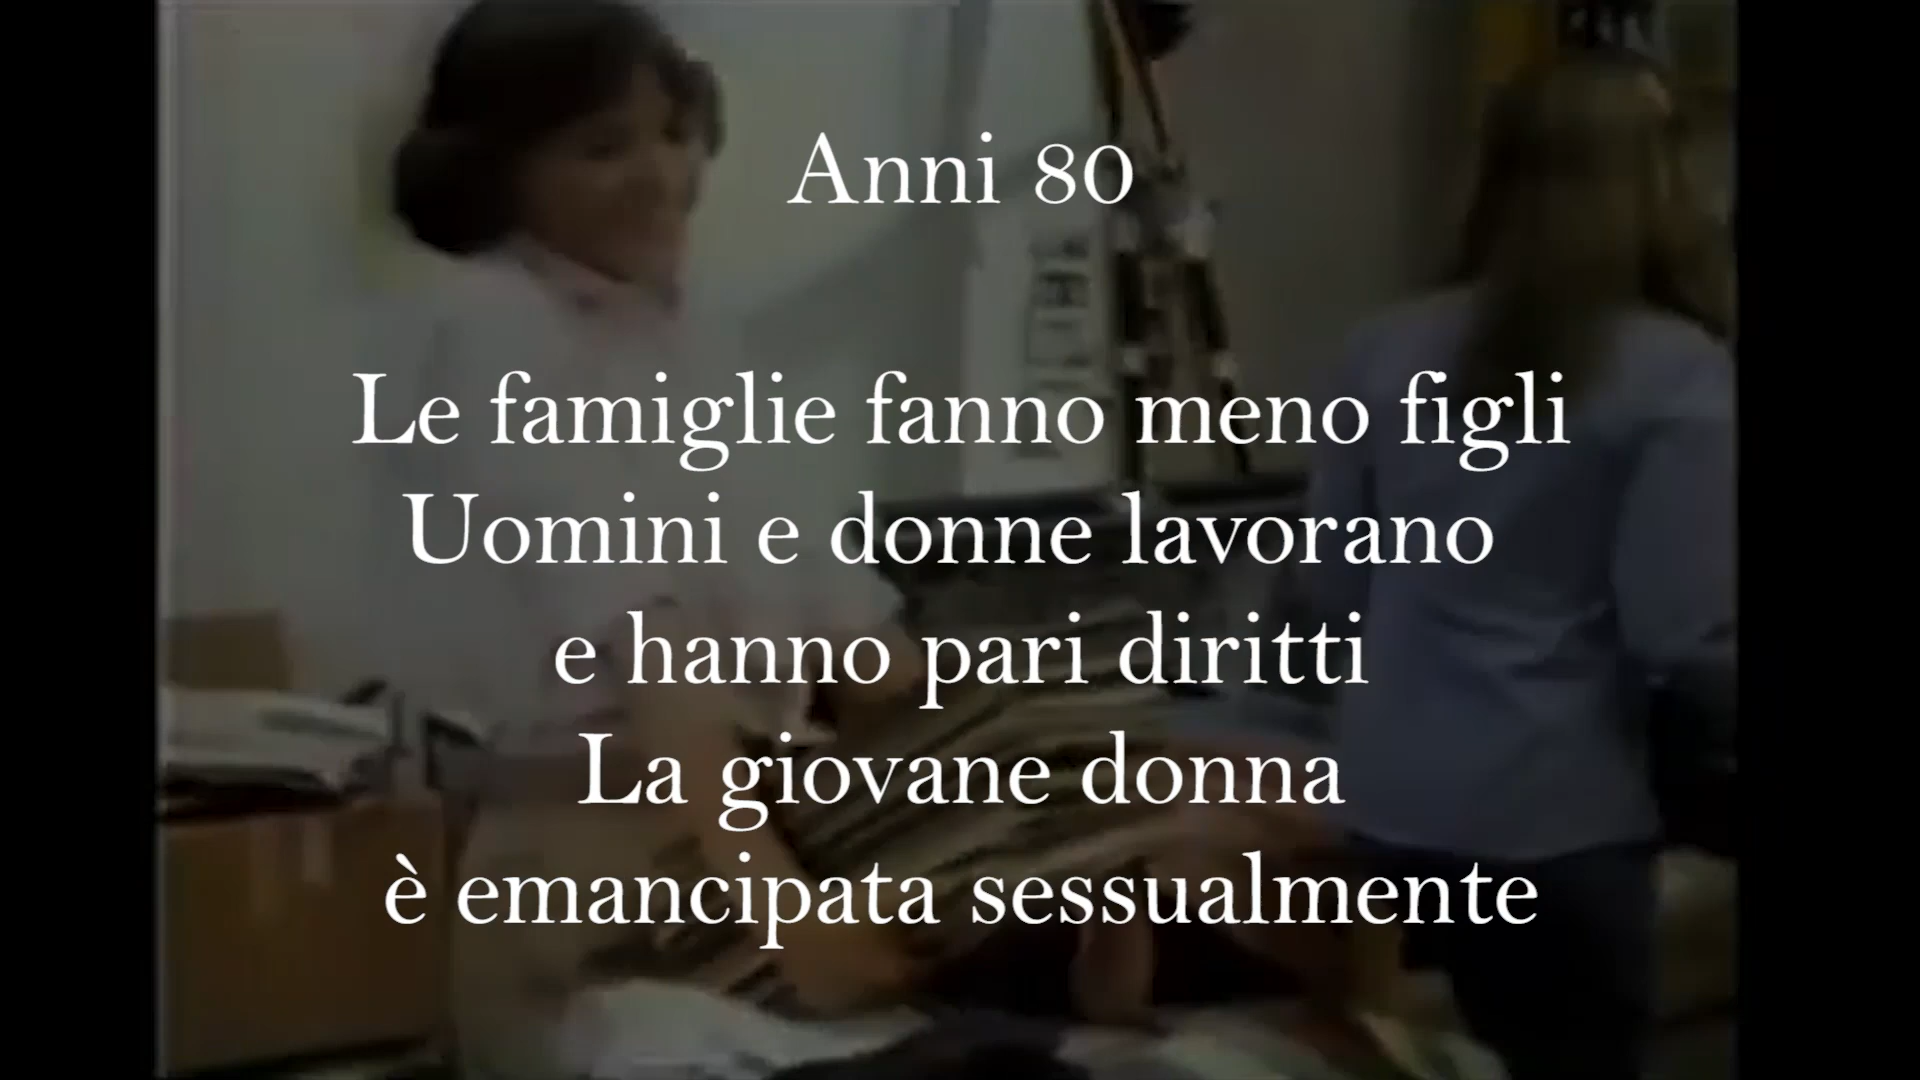 Anni 80
Le famiglie fanno meno figli
Uomini e donne lavorano
e hanno pari diritti
La giovane donna
è emancipata sessualmente